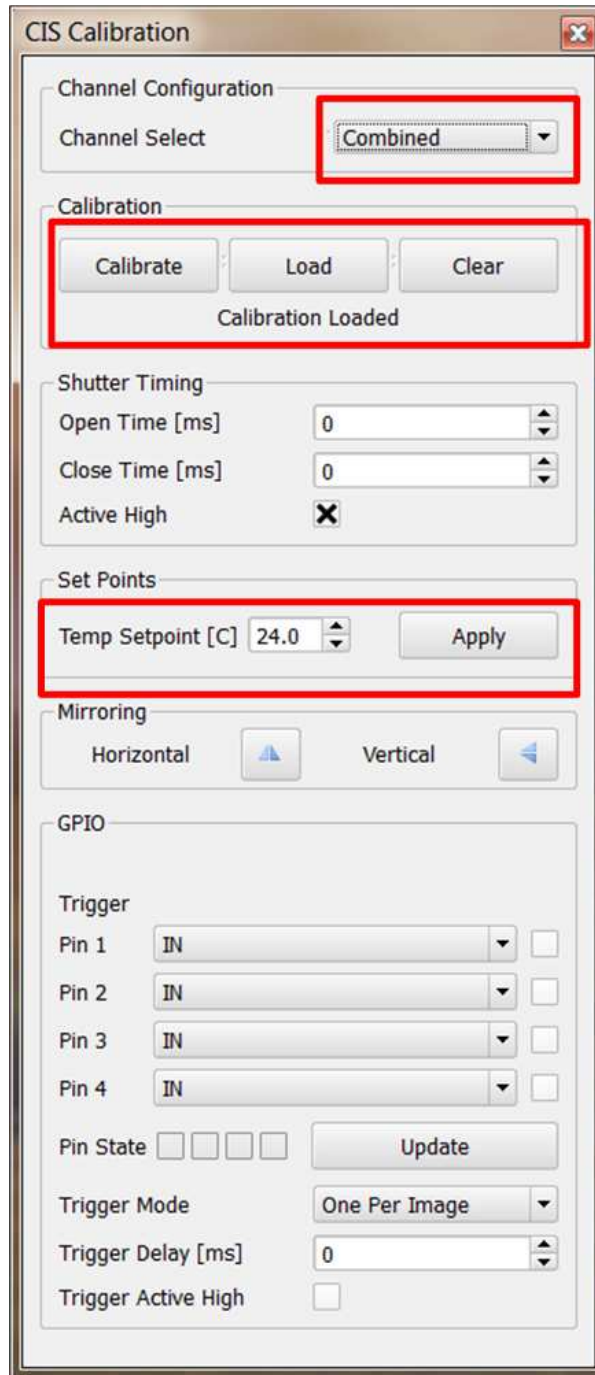 CIS Calibration
Channel Configuration
Channel Select Combined
Calibration
Calibrate Load Clear
Calibration Loaded
Shutter Timing
Open Time [ms] 0
Close Time [ms] 0
Active High
Set Points
Temp Setpoint [C] 24.0 Apply
Mirroring
Horizontal Vertical
GPIO
Trigger
Pin 1 IN
Pin 2 IN
Pin 3 IN
Pin 4 IN
Pin State Update
Trigger Mode One Per Image
Trigger Delay [ms] 0
Trigger Active High